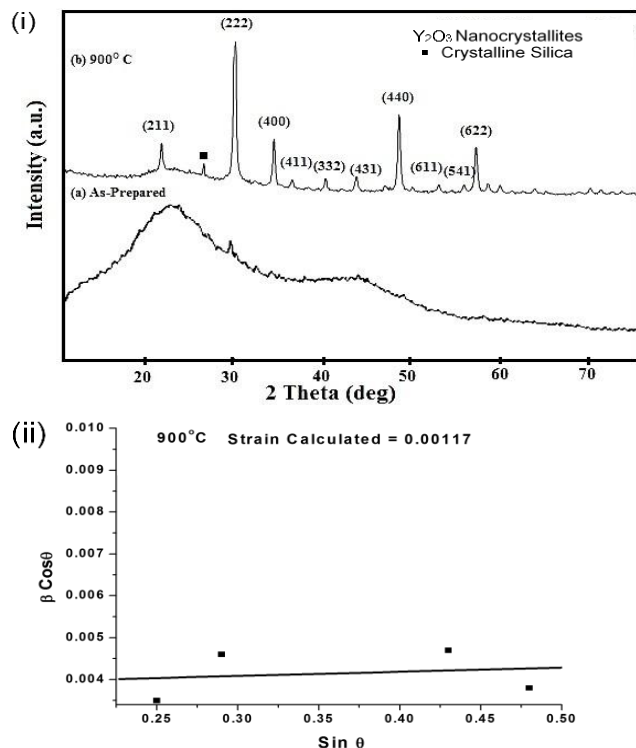 (i)
Y2O3 Nanocrystallites
■ Crystalline Silica
(b) 900° C
(211)
(222)
(400)
(411)
(332)
(431)
(440)
(611)
(541)
(622)
(a) As-Prepared
Intensity (a.u.)
20 30 40 50 60 70
2 Theta (deg)
(ii)
900°C Strain Calculated = 0.00117
0.010
0.009
0.008
0.007
0.006
0.005
0.004
β Cosθ
0.25 0.30 0.35 0.40 0.45 0.50
Sin θ